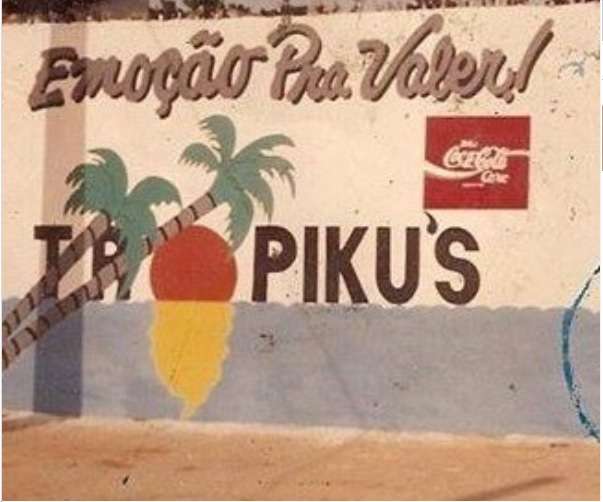 Emoção Pra Valer!
Coca-Cola
TROPIKU'S